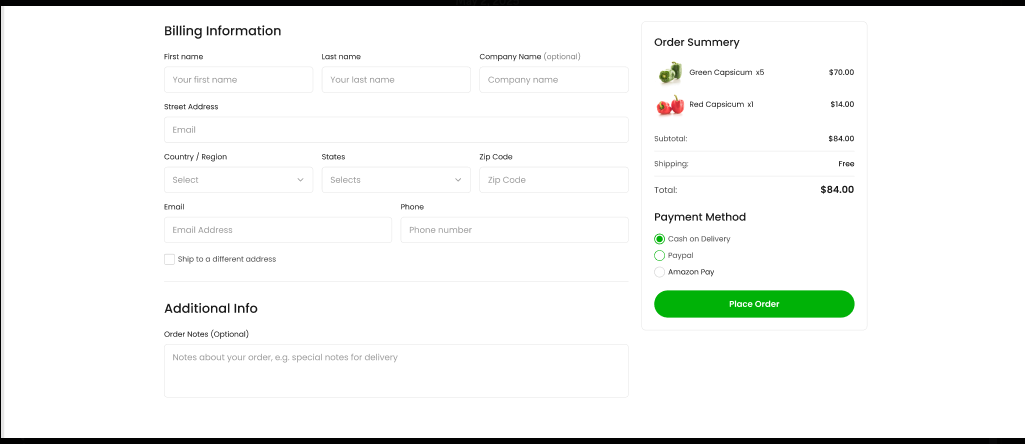 Billing Information
First name
Last name
Company Name (optional)
Your first name
Your last name
Company name
Street Address
Email
Country / Region
States
Zip Code
Select
Selects
Zip Code
Email
Phone
Email Address
Phone number
Ship to a different address
Additional Info
Order Notes (Optional)
Notes about your order, e.g. special notes for delivery
Order Summery
Green Capsicum x5 $70.00
Red Capsicum x1 $14.00
Subtotal: $84.00
Shipping: Free
Total: $84.00
Payment Method
Cash on Delivery
Paypal
Amazon Pay
Place Order